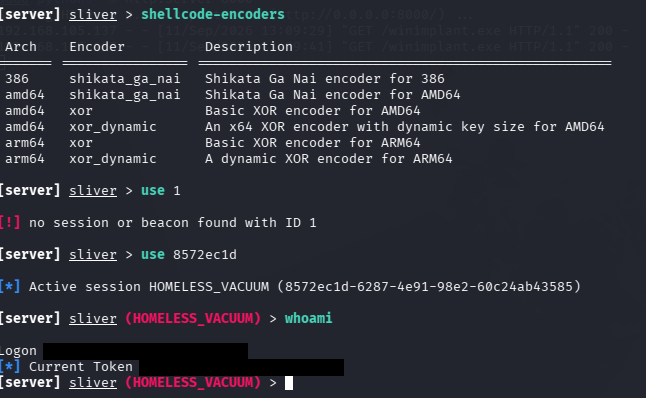 [server] sliver > shellcode-encoders
Arch Encoder Description
386 shikata_ga_nai Shikata Ga Nai encoder for 386
amd64 shikata_ga_nai Shikata Ga Nai encoder for AMD64
amd64 xor Basic XOR encoder for AMD64
amd64 xor_dynamic An x64 XOR encoder with dynamic key size for AMD64
arm64 xor Basic XOR encoder for ARM64
arm64 xor_dynamic A dynamic XOR encoder for ARM64
[server] sliver > use 1
[!] no session or beacon found with ID 1
[server] sliver > use 8572ec1d
[*] Active session HOMELESS_VACUUM (8572ec1d-6287-4e91-98e2-60c24ab43585)
[server] sliver (HOMELESS_VACUUM) > whoami
Logon
[*] Current Token
[server] sliver (HOMELESS_VACUUM) >